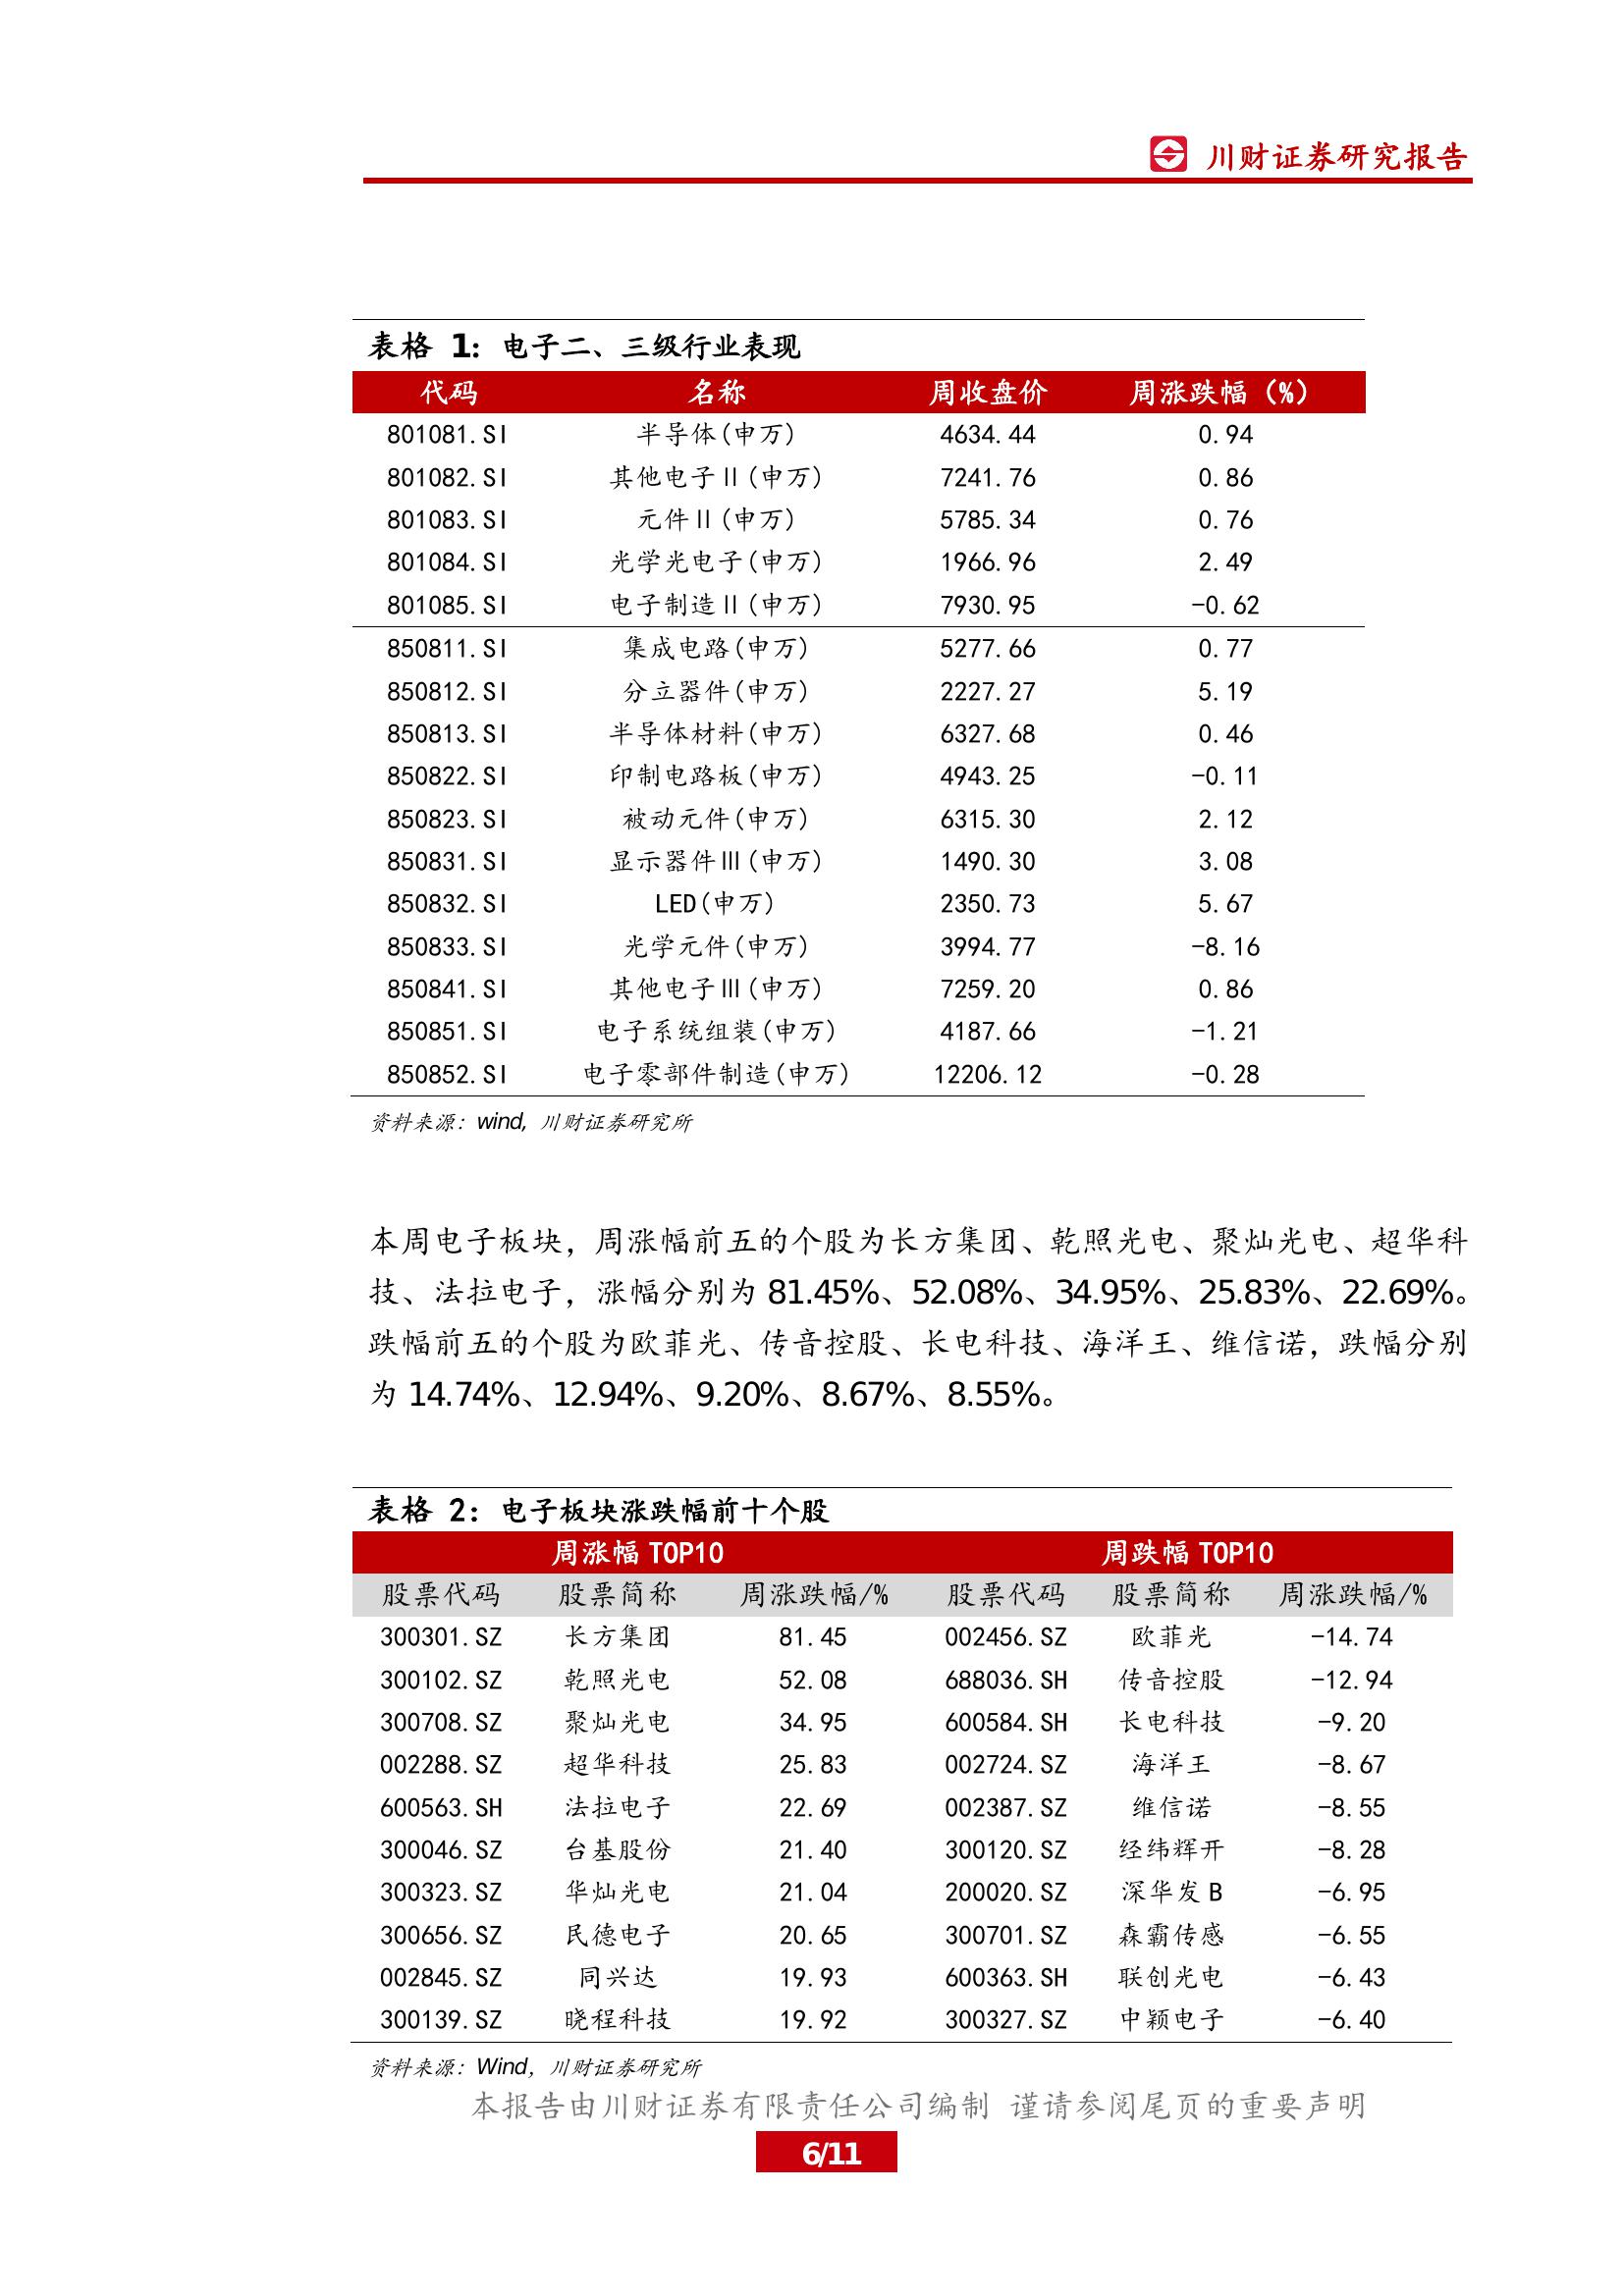 川财证券研究报告
表格 1: 电子二、三级行业表现
代码 名称 周收盘价 周涨跌幅（%）
801081.SI 半导体(申万) 4634.44 0.94
801082.SI 其他电子Ⅱ(申万) 7241.76 0.86
801083.SI 元件Ⅱ(申万) 5785.34 0.76
801084.SI 光学光电子(申万) 1966.96 2.49
801085.SI 电子制造Ⅱ(申万) 7930.95 -0.62
850811.SI 集成电路(申万) 5277.66 0.77
850812.SI 分立器件(申万) 2227.27 5.19
850813.SI 半导体材料(申万) 6327.68 0.46
850822.SI 印制电路板(申万) 4943.25 -0.11
850823.SI 被动元件(申万) 6315.30 2.12
850831.SI 显示器件Ⅲ(申万) 1490.30 3.08
850832.SI LED(申万) 2350.73 5.67
850833.SI 光学元件(申万) 3994.77 -8.16
850841.SI 其他电子Ⅲ(申万) 7259.20 0.86
850851.SI 电子系统组装(申万) 4187.66 -1.21
850852.SI 电子零部件制造(申万) 12206.12 -0.28
资料来源：wind, 川财证券研究所
本周电子板块，周涨幅前五的个股为长方集团、乾照光电、聚灿光电、超华科
技、法拉电子，涨幅分别为 81.45%、52.08%、34.95%、25.83%、22.69%。
跌幅前五的个股为欧菲光、传音控股、长电科技、海洋王、维信诺，跌幅分别
为 14.74%、12.94%、9.20%、8.67%、8.55%。
表格 2: 电子板块涨跌幅前十个股
周涨幅 TOP10 周跌幅 TOP10
股票代码 股票简称 周涨跌幅/% 股票代码 股票简称 周涨跌幅/%
300301.SZ 长方集团 81.45 002456.SZ 欧菲光 -14.74
300102.SZ 乾照光电 52.08 688036.SH 传音控股 -12.94
300708.SZ 聚灿光电 34.95 600584.SH 长电科技 -9.20
002288.SZ 超华科技 25.83 002724.SZ 海洋王 -8.67
600563.SH 法拉电子 22.69 002387.SZ 维信诺 -8.55
300046.SZ 台基股份 21.40 300120.SZ 经纬辉开 -8.28
300323.SZ 华灿光电 21.04 200020.SZ 深华发 B -6.95
300656.SZ 民德电子 20.65 300701.SZ 森霸传感 -6.55
002845.SZ 同兴达 19.93 600363.SH 联创光电 -6.43
300139.SZ 晓程科技 19.92 300327.SZ 中颖电子 -6.40
资料来源：Wind，川财证券研究所
本报告由川财证券有限责任公司编制 谨请参阅尾页的重要声明
6/11